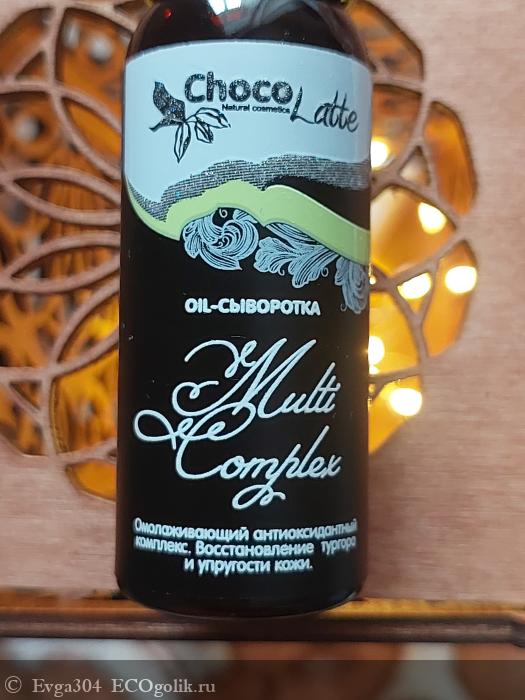 Choco
Latte
Natural cosmetics
OIL-СЫВОРОТКА
Multi
Complex
Омолаживающий антиоксидантный
комплекс. Восстановление тургора
и упругости кожи.
© Evga304 ECOgolik.ru